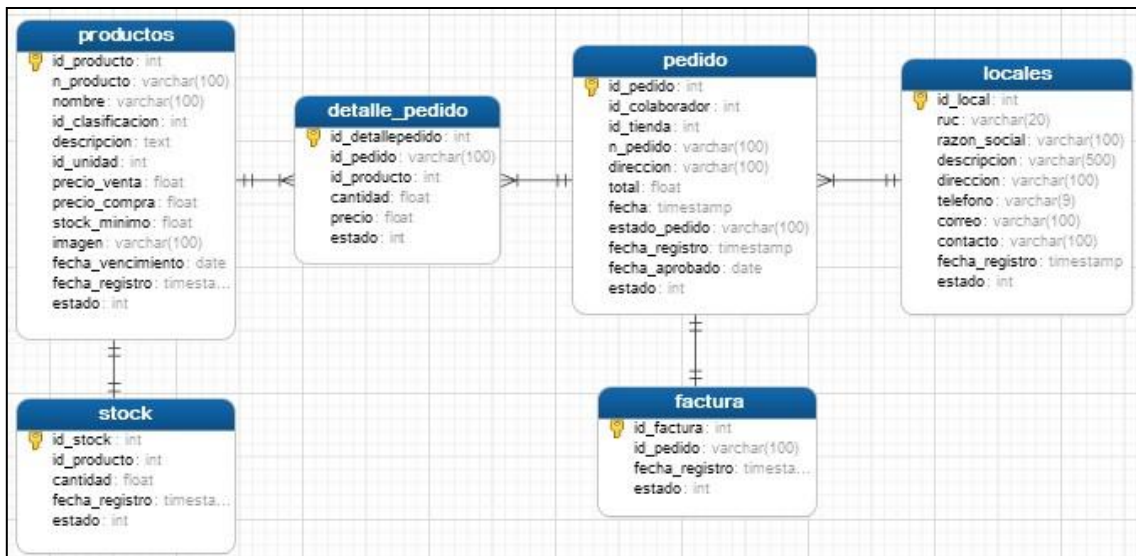 productos
id_producto: int
n_producto: varchar(100)
nombre: varchar(100)
id_clasificacion: int
descripcion: text
id_unidad: int
precio_venta: float
precio_compra: float
stock_minimo: float
imagen: varchar(100)
fecha_vencimiento: date
fecha_registro: timesta...
estado: int
detalle_pedido
id_detallepedido: int
id_pedido: varchar(100)
id_producto: int
cantidad: float
precio: float
estado: int
pedido
id_pedido: int
id_colaborador: int
id_tienda: int
n_pedido: varchar(100)
direccion: varchar(100)
total: float
fecha: timestamp
estado_pedido: varchar(100)
fecha_registro: timestamp
fecha_aprobado: date
estado: int
locales
id_local: int
ruc: varchar(20)
razon_social: varchar(100)
descripcion: varchar(500)
direccion: varchar(100)
telefono: varchar(9)
correo: varchar(100)
contacto: varchar(100)
fecha_registro: timestamp
estado: int
stock
id_stock: int
id_producto: int
cantidad: float
fecha_registro: timesta...
estado: int
factura
id_factura: int
id_pedido: varchar(100)
fecha_registro: timesta...
estado: int